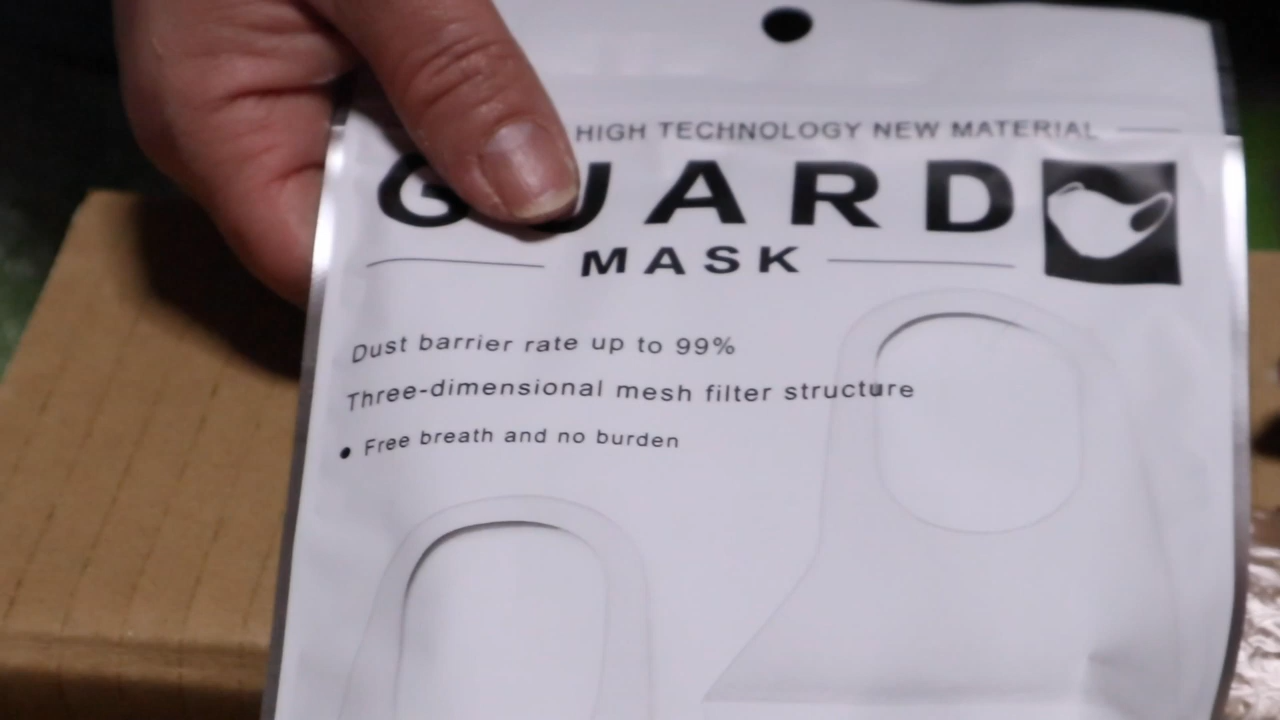 HIGH TECHNOLOGY NEW MATERIAL
GUARD
MASK
Dust barrier rate up to 99%
Three-dimensional mesh filter structure
• Free breath and no burden